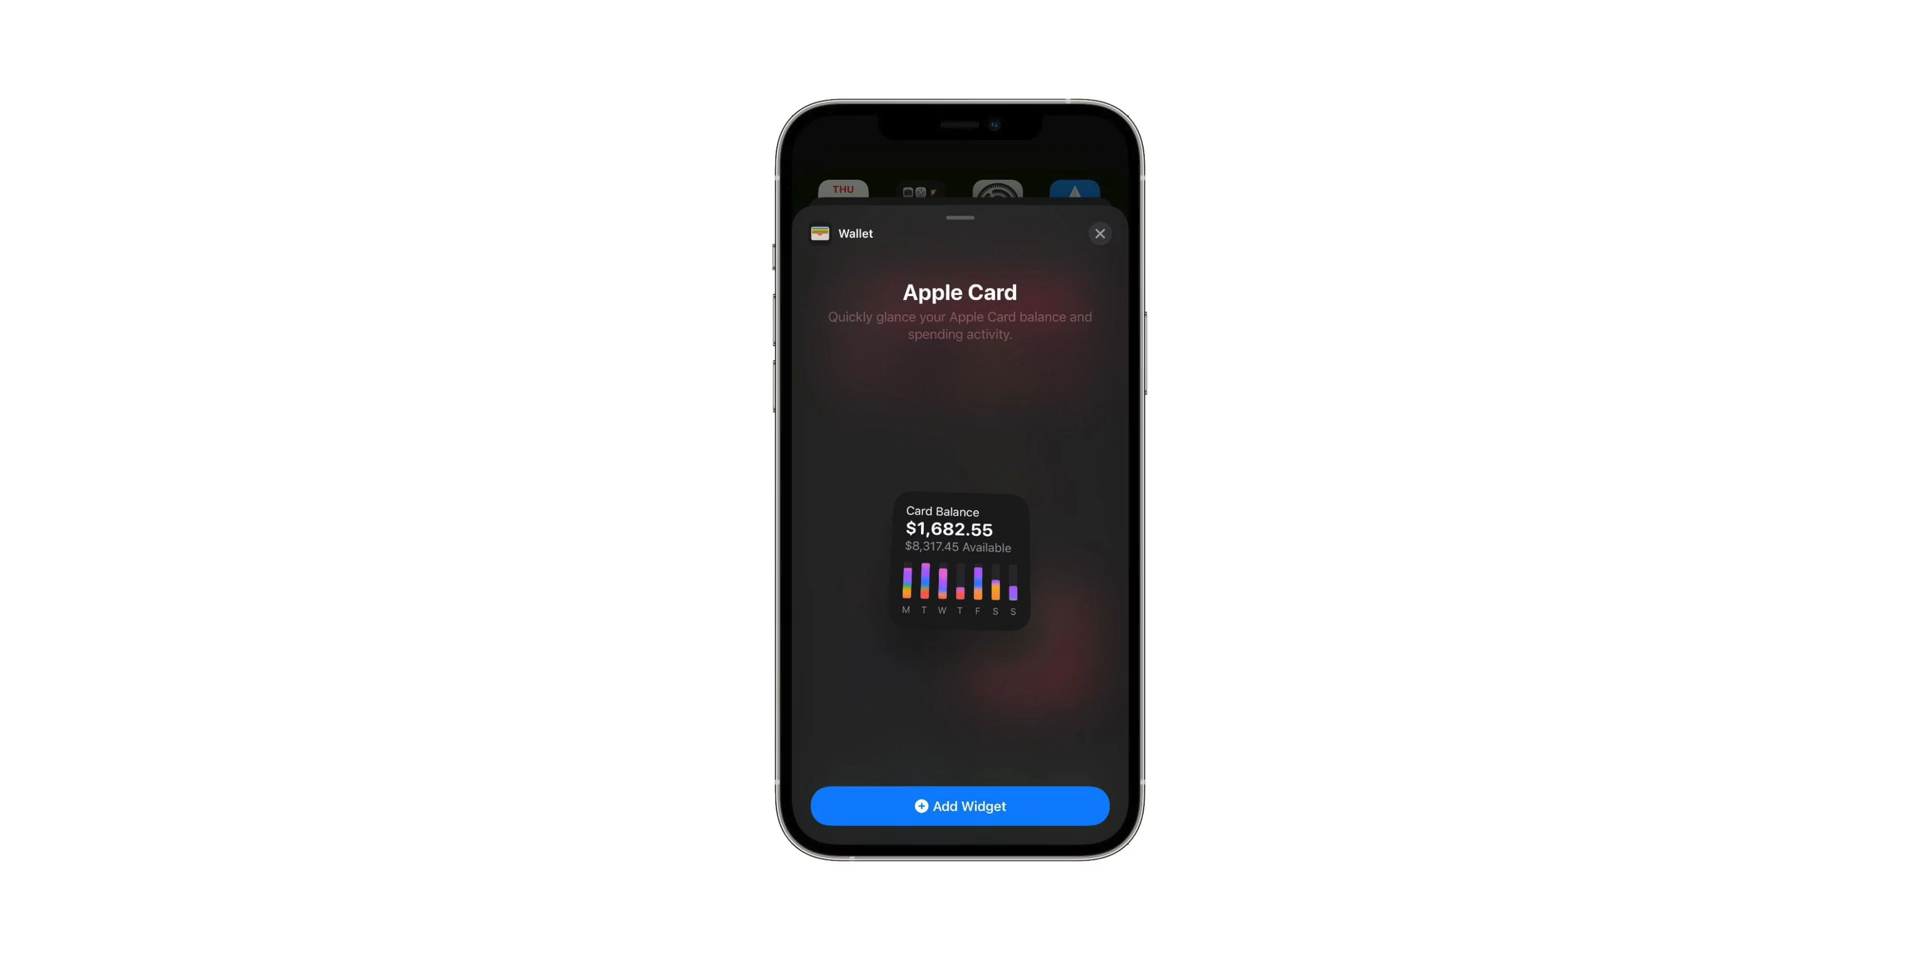 THU
Wallet
Apple Card
Quickly glance your Apple Card balance and
spending activity.
Card Balance
$1,682.55
$8,317.45 Available
M T W T F S S
Add Widget